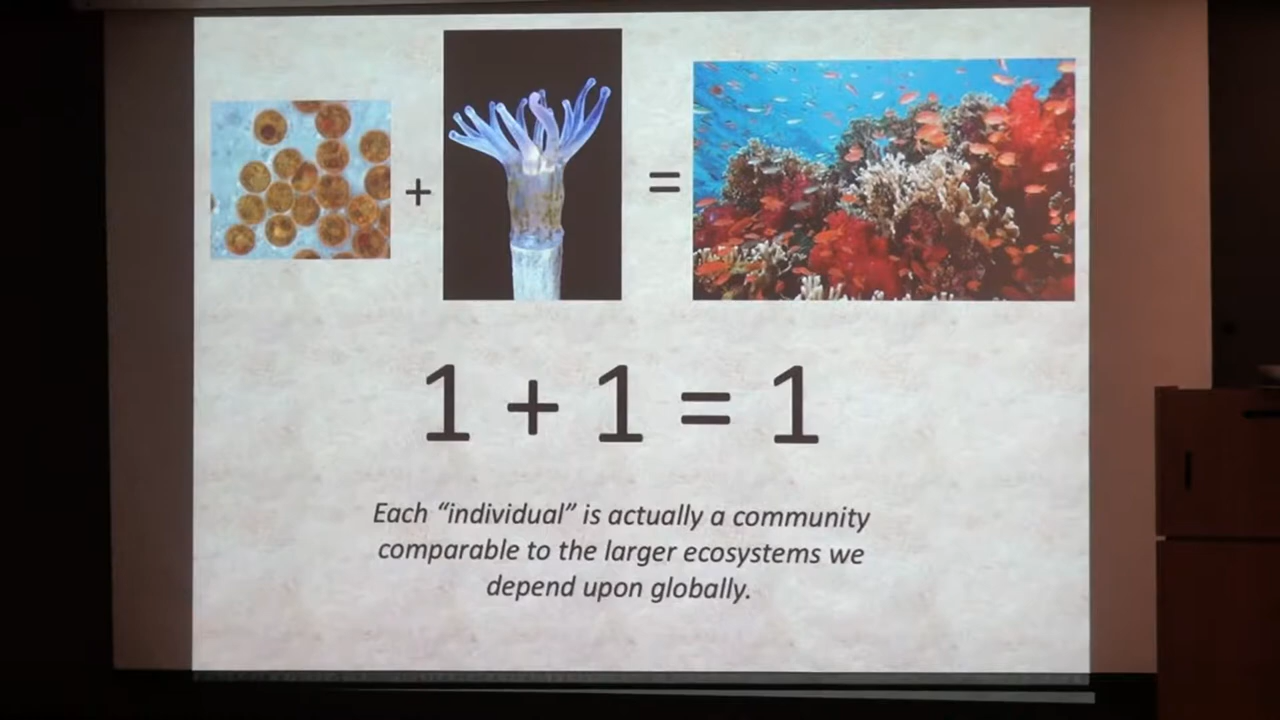 + =
1 + 1 = 1
Each “individual” is actually a community
comparable to the larger ecosystems we
depend upon globally.